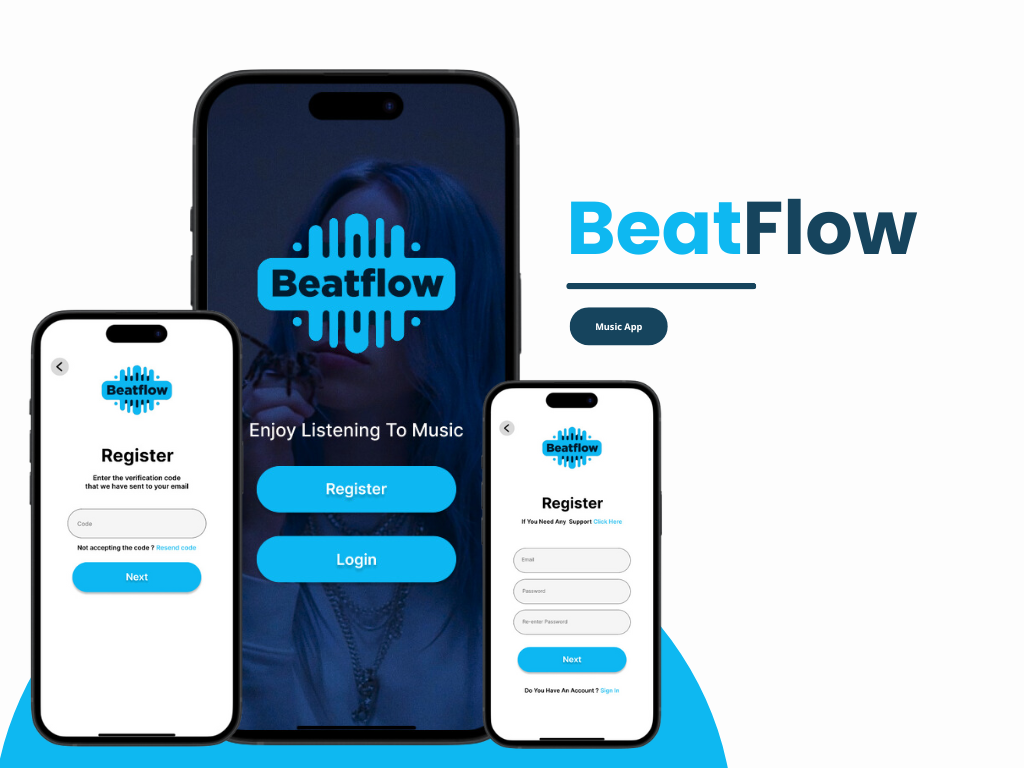 BeatFlow
Music App
Beatflow
Enjoy Listening To Music
Register
Login
Beatflow
Register
Enter the verification code
that we have sent to your email
Code
Not accepting the code ? Resend code
Next
Beatflow
Register
If You Need Any Support Click Here
Email
Password
Re-enter Password
Next
Do You Have An Account ? Sign In